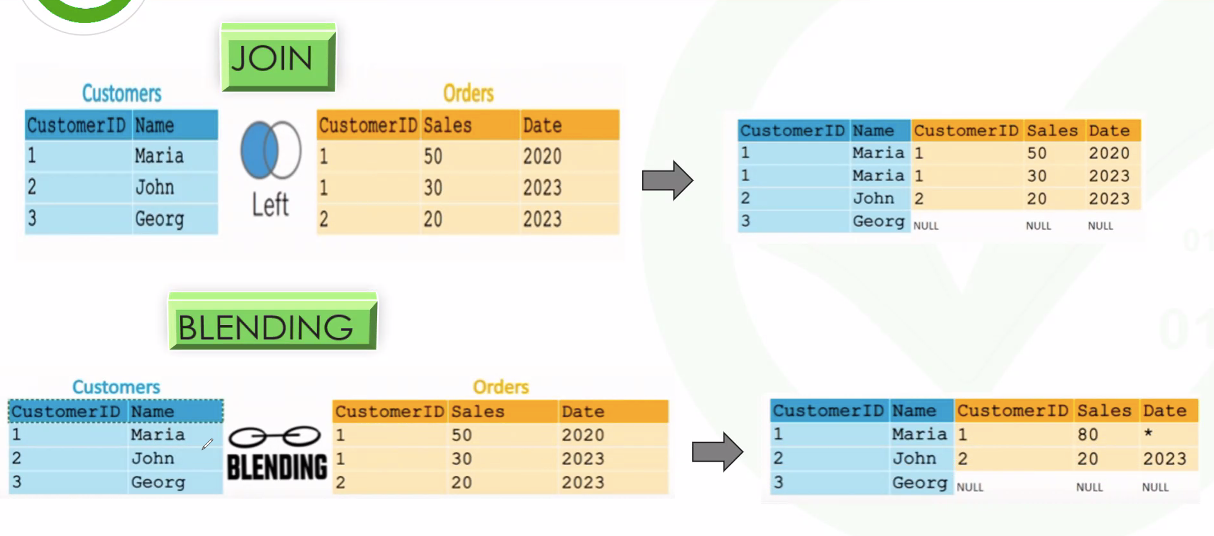 JOIN
Customers
CustomerID Name
1 Maria
2 John
3 Georg
Left
Orders
CustomerID Sales Date
1 50 2020
1 30 2023
2 20 2023
CustomerID Name CustomerID Sales Date
1 Maria 1 50 2020
1 Maria 1 30 2023
2 John 2 20 2023
3 Georg NULL NULL NULL
01
01
BLENDING
Customers
CustomerID Name
1 Maria
2 John
3 Georg
BLENDING
Orders
CustomerID Sales Date
1 50 2020
1 30 2023
2 20 2023
CustomerID Name CustomerID Sales Date
1 Maria 1 80 *
2 John 2 20 2023
3 Georg NULL NULL NULL